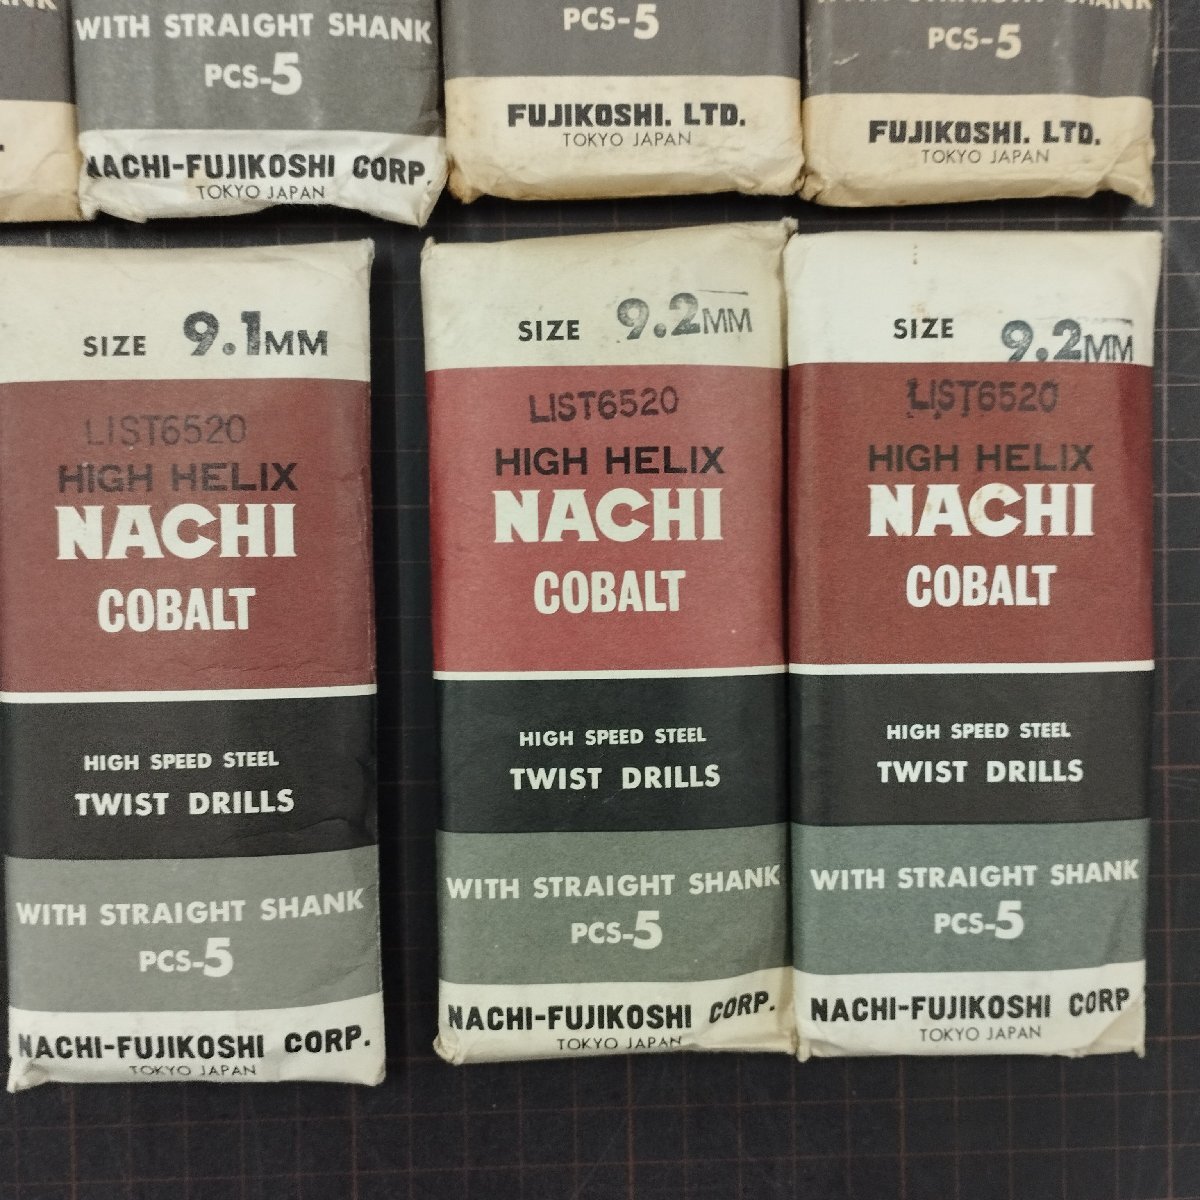 WITH STRAIGHT SHANK
PCS-5
NACHI-FUJIKOSHI CORP.
TOKYO JAPAN
PCS-5
FUJIKOSHI. LTD.
TOKYO JAPAN
WITH STRAIGHT SHANK
PCS-5
FUJIKOSHI. LTD.
TOKYO JAPAN
SIZE 9.1MM
LIST6520
HIGH HELIX
NACHI
COBALT
HIGH SPEED STEEL
TWIST DRILLS
WITH STRAIGHT SHANK
PCS-5
NACHI-FUJIKOSHI CORP.
TOKYO JAPAN
SIZE 9.2MM
LIST6520
HIGH HELIX
NACHI
COBALT
HIGH SPEED STEEL
TWIST DRILLS
WITH STRAIGHT SHANK
PCS-5
NACHI-FUJIKOSHI CORP.
TOKYO JAPAN
SIZE 9.2MM
LIST6520
HIGH HELIX
NACHI
COBALT
HIGH SPEED STEEL
TWIST DRILLS
WITH STRAIGHT SHANK
PCS-5
NACHI-FUJIKOSHI CORP
TOKYO JAPAN